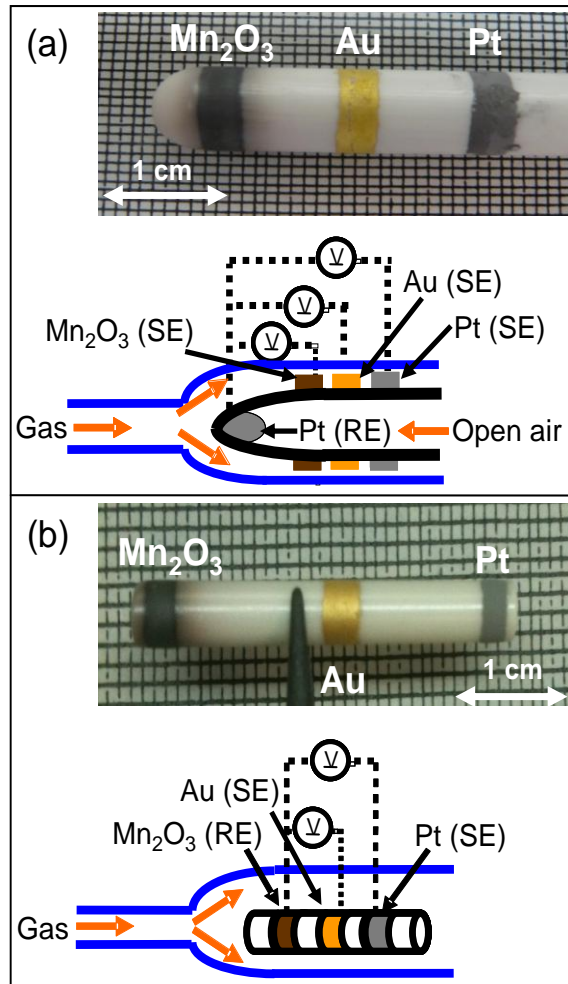 (a)
Mn₂O₃ Au Pt
1 cm
V
V
V
Au (SE)
Mn₂O₃ (SE)
Pt (SE)
Gas
Pt (RE)
Open air
(b)
Mn₂O₃
Pt
Au
1 cm
V
Au (SE)
V
Mn₂O₃ (RE)
Pt (SE)
Gas